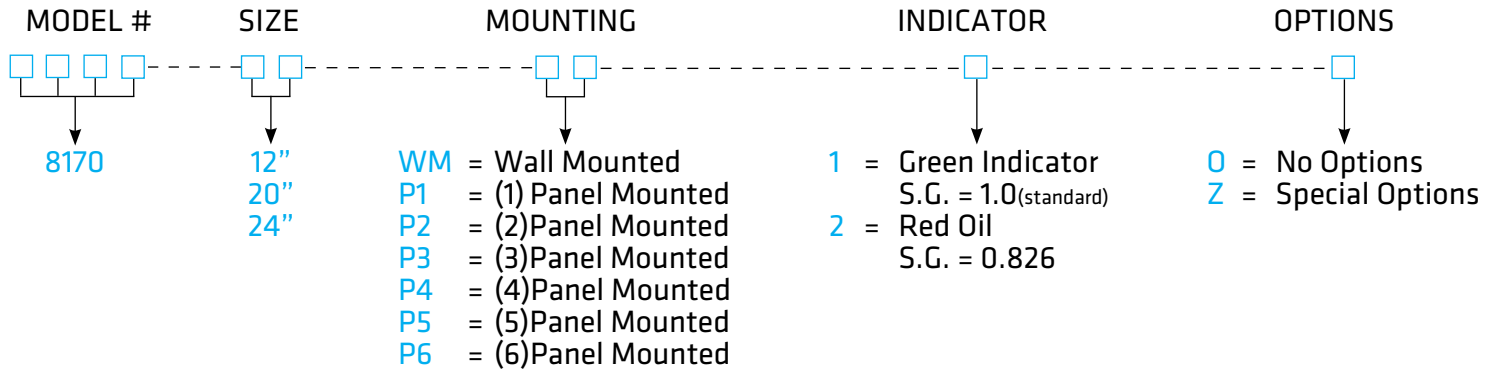 MODEL # SIZE MOUNTING INDICATOR OPTIONS
8170 12” WM = Wall Mounted 1 = Green Indicator O = No Options
20” P1 = (1) Panel Mounted S.G. = 1.0(standard) Z = Special Options
24” P2 = (2)Panel Mounted 2 = Red Oil
P3 = (3)Panel Mounted S.G. = 0.826
P4 = (4)Panel Mounted
P5 = (5)Panel Mounted
P6 = (6)Panel Mounted